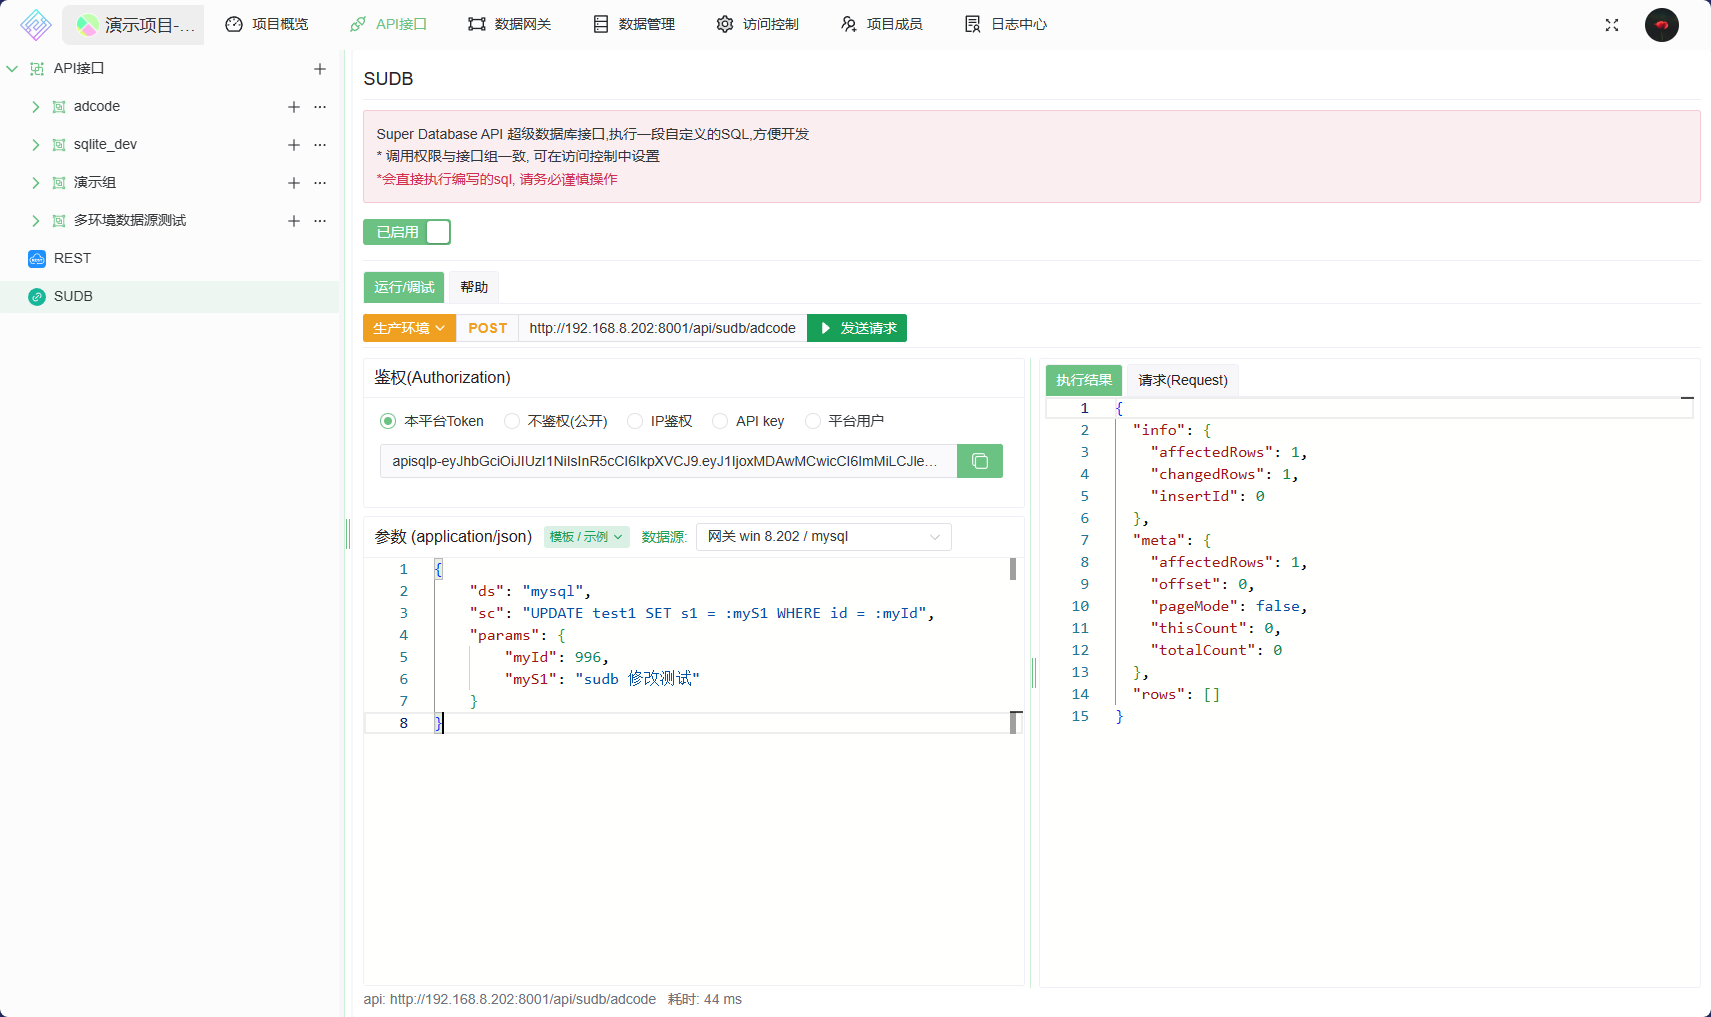 演示项目-...
项目概览
API接口
数据网关
数据管理
访问控制
项目成员
日志中心
API接口
adcode
sqlite_dev
演示组
多环境数据源测试
REST
SUDB
SUDB
Super Database API 超级数据库接口,执行一段自定义的SQL,方便开发
* 调用权限与接口组一致, 可在访问控制中设置
*会直接执行编写的sql, 请务必谨慎操作
已启用
运行/调试
帮助
生产环境
POST
http://192.168.8.202:8001/api/sudb/adcode
发送请求
鉴权(Authorization)
本平台Token
不鉴权(公开)
IP鉴权
API key
平台用户
参数 (application/json)
模板 / 示例
数据源:
网关 win 8.202 / mysql
1 {
2 "ds": "mysql",
3 "sc": "UPDATE test1 SET s1 = :myS1 WHERE id = :myId",
4 "params": {
5 "myId": 996,
6 "myS1": "sudb 修改测试"
7 }
8 }
api: http://192.168.8.202:8001/api/sudb/adcode 耗时: 44 ms
执行结果
请求(Request)
1 {
2 "info": {
3 "affectedRows": 1,
4 "changedRows": 1,
5 "insertId": 0
6 },
7 "meta": {
8 "affectedRows": 1,
9 "offset": 0,
10 "pageMode": false,
11 "thisCount": 0,
12 "totalCount": 0
13 },
14 "rows": []
15 }